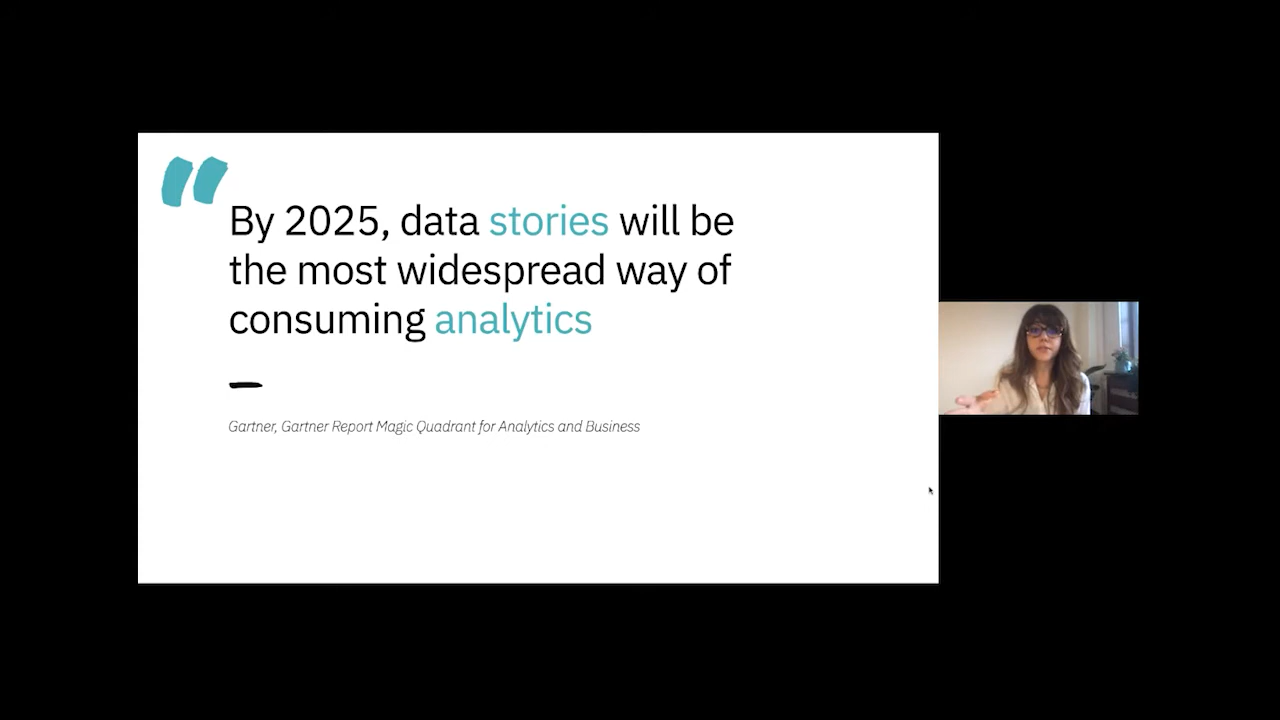 “
By 2025, data stories will be
the most widespread way of
consuming analytics
Gartner, Gartner Report Magic Quadrant for Analytics and Business